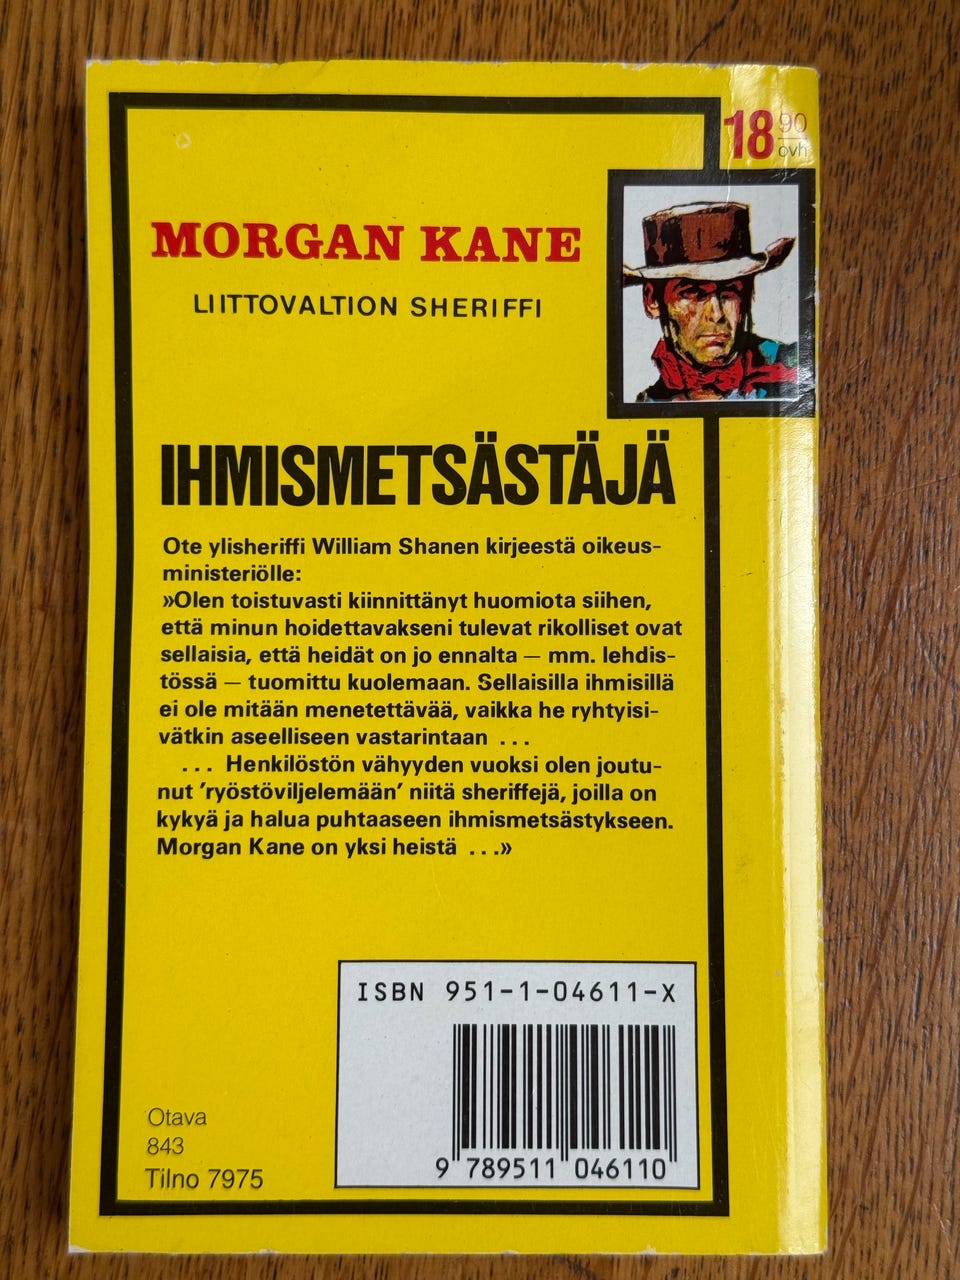 18 90
ovh
MORGAN KANE
LIITTOVALTION SHERIFFI
IHMISMETSÄSTÄJÄ
Ote ylisheriffi William Shanen kirjeestä oikeus-
ministeriölle:
»Olen toistuvasti kiinnittänyt huomiota siihen,
että minun hoidettavakseni tulevat rikolliset ovat
sellaisia, että heidät on jo ennalta — mm. lehdis-
tössä — tuomittu kuolemaan. Sellaisilla ihmisillä
ei ole mitään menetettävää, vaikka he ryhtyisi-
vätkin aseelliseen vastarintaan ...
... Henkilöstön vähyyden vuoksi olen joutu-
nut ’ryöstöviljelemään’ niitä sheriffejä, joilla on
kykyä ja halua puhtaaseen ihmismetsästykseen.
Morgan Kane on yksi heistä ...»
ISBN 951-1-04611-X
9 789511 046110
Otava
843
Tilno 7975